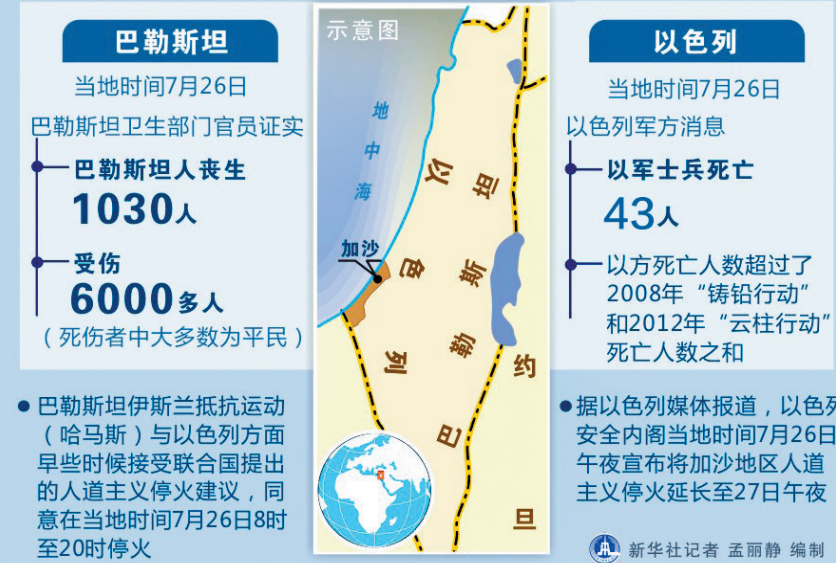 巴勒斯坦
当地时间7月26日
巴勒斯坦卫生部门官员证实
巴勒斯坦人丧生
1030人
受伤
6000多人
（死伤者中大多数为平民）
巴勒斯坦伊斯兰抵抗运动
（哈马斯）与以色列方面
早些时候接受联合国提出
的人道主义停火建议，同
意在当地时间7月26日8时
至20时停火
示意图
地中海
加沙
以色列
巴勒斯坦
约旦
以色列
当地时间7月26日
以色列军方消息
以军士兵死亡
43人
以方死亡人数超过了
2008年“铸铅行动”
和2012年“云柱行动”
死亡人数之和
据以色列媒体报道，以色列
安全内阁当地时间7月26日
午夜宣布将加沙地区人道
主义停火延长至27日午夜
新华社记者 孟丽静 编制